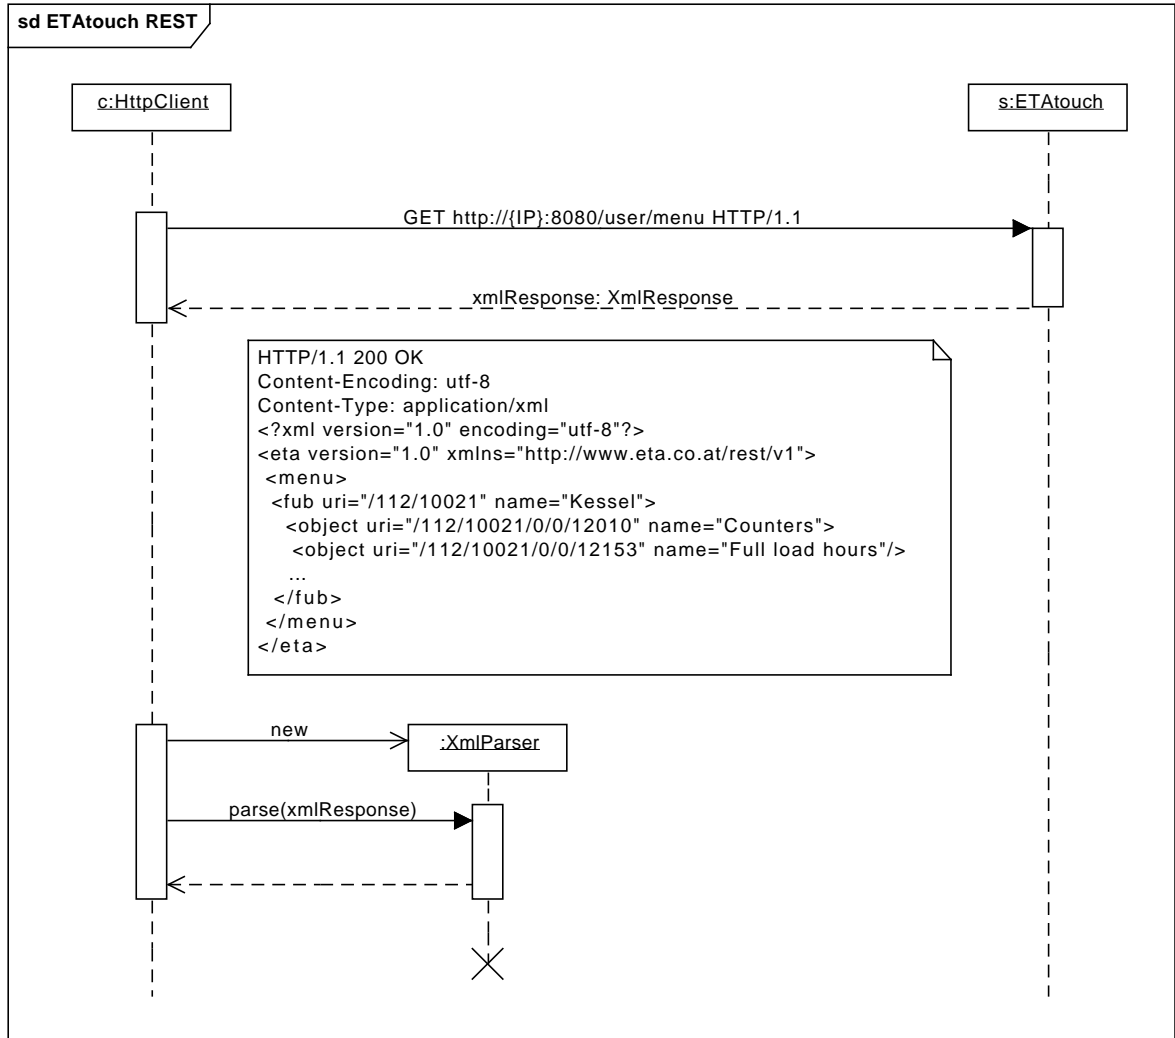 sd ETAtouch REST
c:HttpClient
s:ETAtouch
GET http://{IP}:8080/user/menu HTTP/1.1
xmlResponse: XmlResponse
HTTP/1.1 200 OK
Content-Encoding: utf-8
Content-Type: application/xml
<?xml version="1.0" encoding="utf-8"?>
<eta version="1.0" xmlns="http://www.eta.co.at/rest/v1">
<menu>
<fub uri="/112/10021" name="Kessel">
<object uri="/112/10021/0/0/12010" name="Counters">
<object uri="/112/10021/0/0/12153" name="Full load hours"/>
...
</fub>
</menu>
</eta>
new
:XmlParser
parse(xmlResponse)